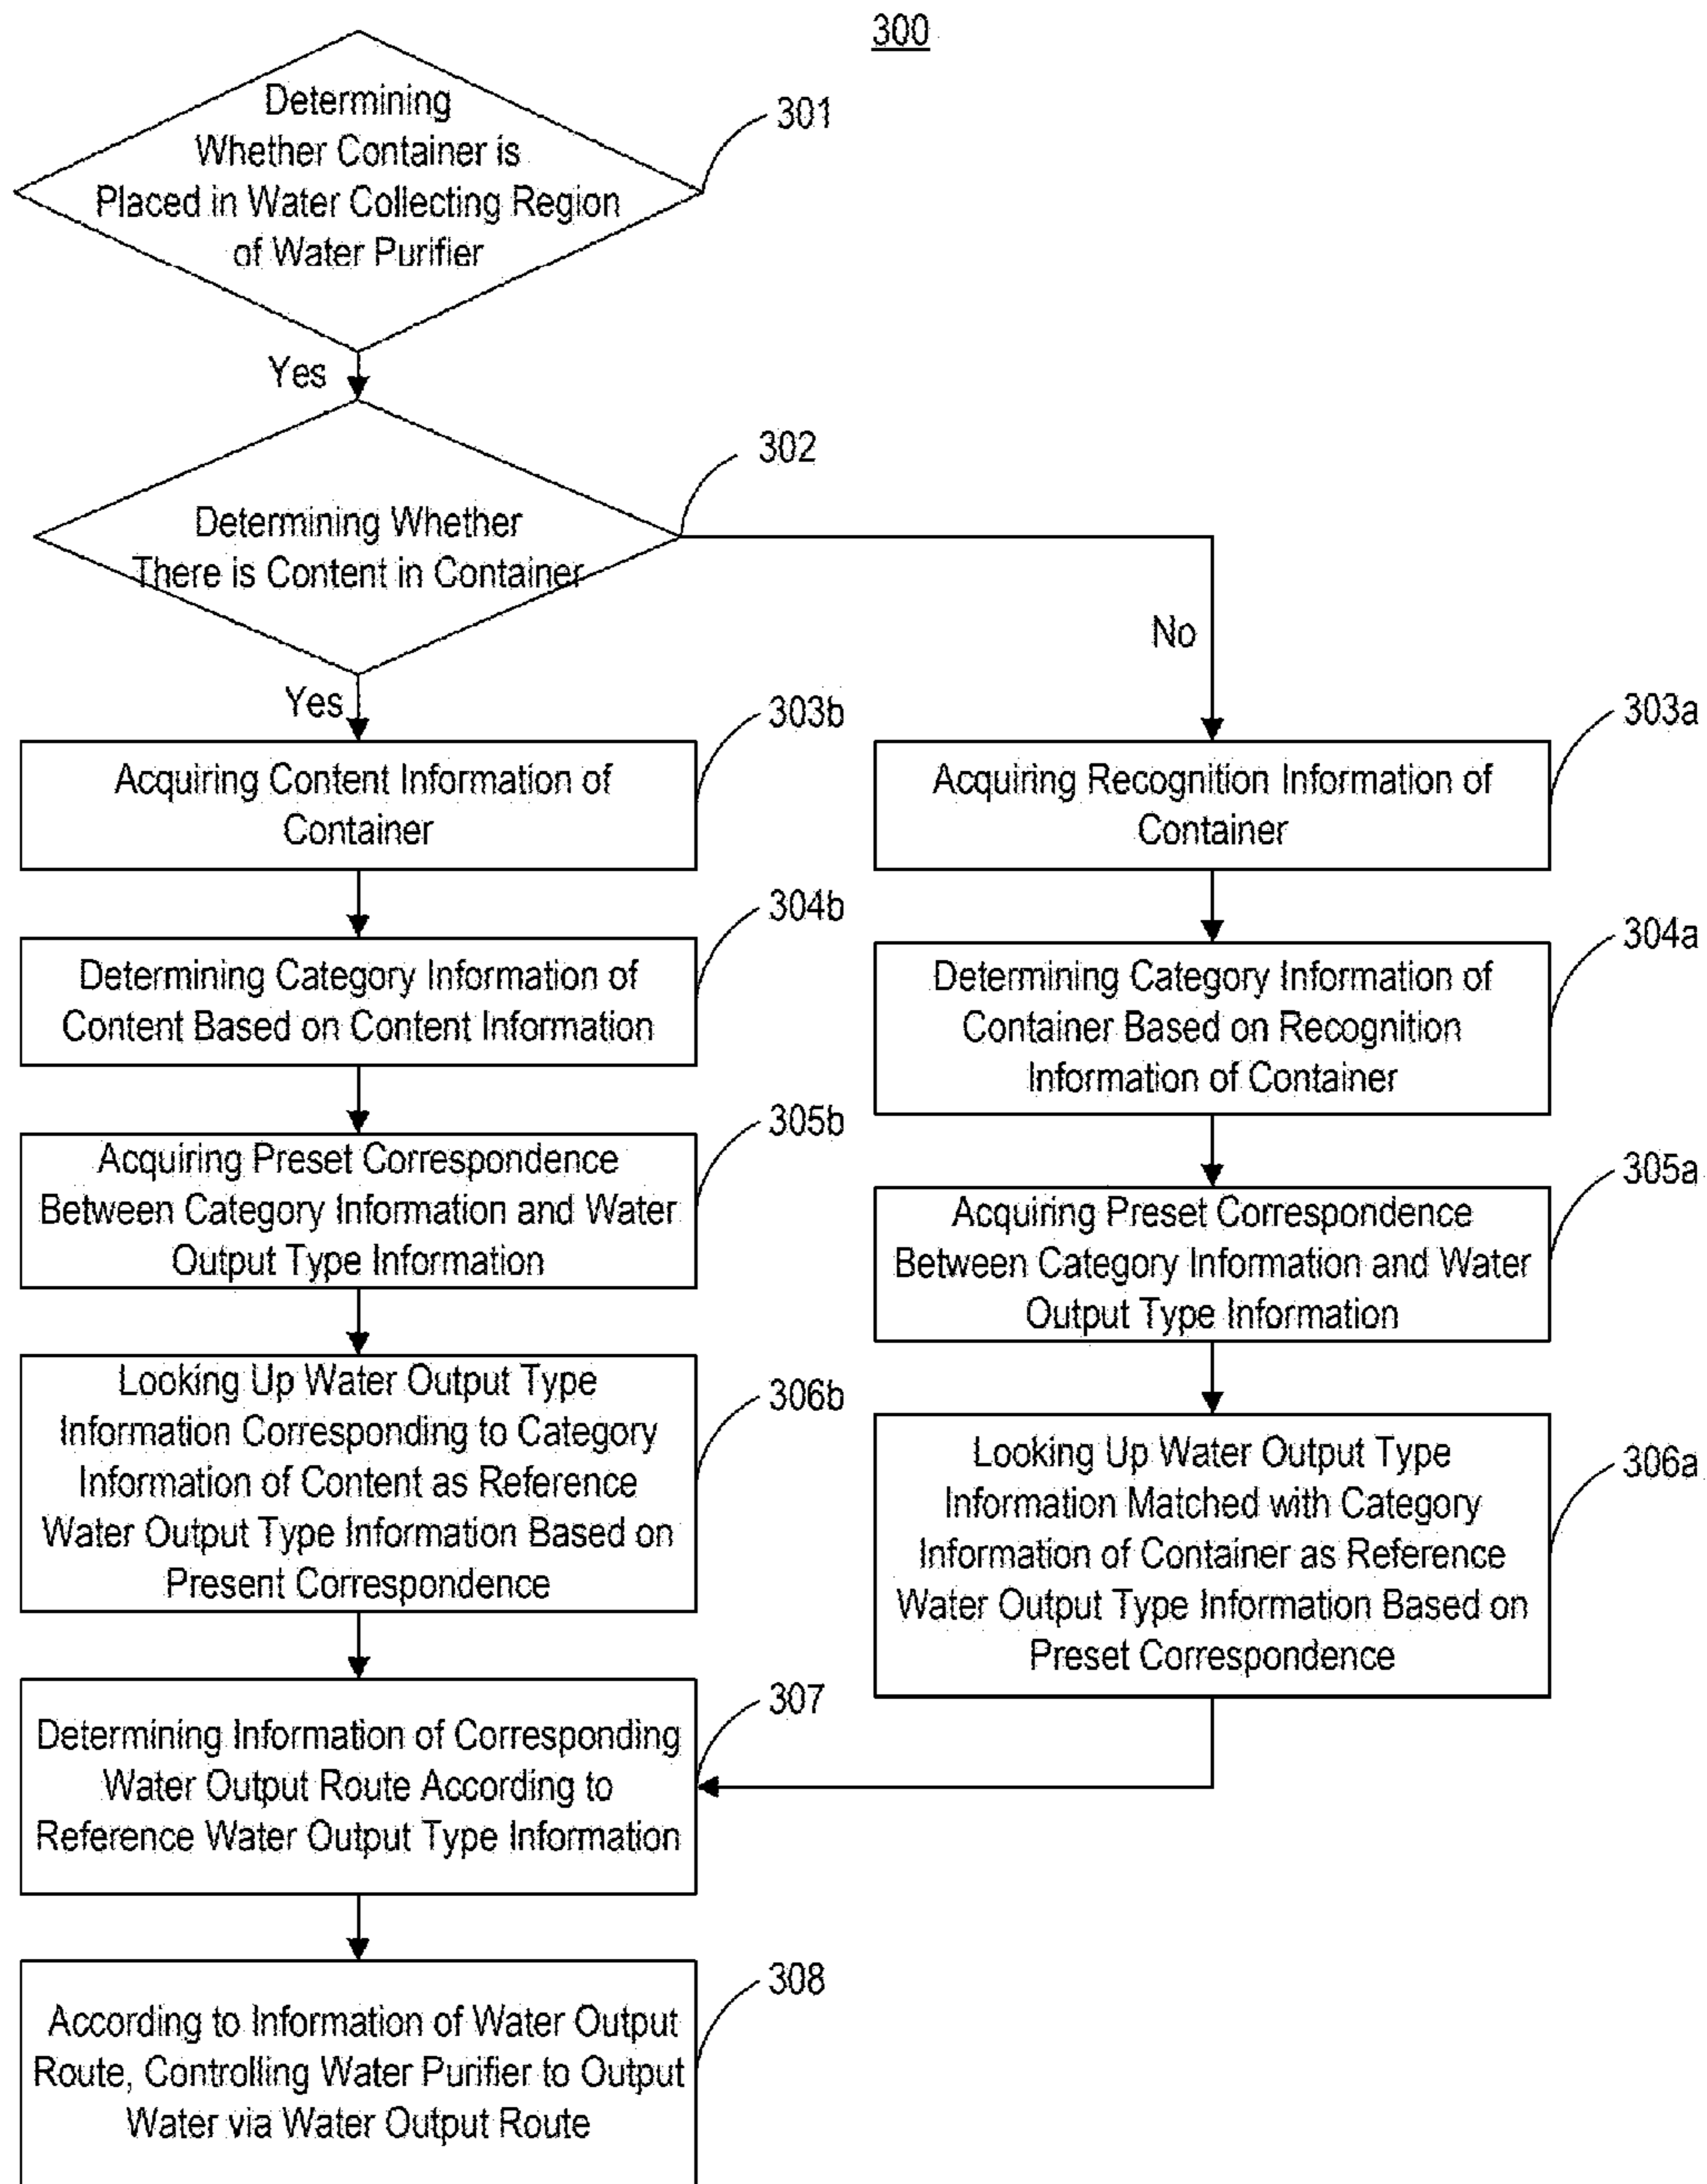 300
Determining
Whether Container is
Placed in Water Collecting Region
of Water Purifier
301
Yes
302
Determining Whether
There is Content in Container
No
Yes
303b
Acquiring Content Information of
Container
303a
Acquiring Recognition Information of
Container
304b
Determining Category Information of
Content Based on Content Information
304a
Determining Category Information of
Container Based on Recognition
Information of Container
305b
Acquiring Preset Correspondence
Between Category Information and Water
Output Type Information
305a
Acquiring Preset Correspondence
Between Category Information and Water
Output Type Information
306b
Looking Up Water Output Type
Information Corresponding to Category
Information of Content as Reference
Water Output Type Information Based on
Present Correspondence
306a
Looking Up Water Output Type
Information Matched with Category
Information of Container as Reference
Water Output Type Information Based on
Preset Correspondence
307
Determining Information of Corresponding
Water Output Route According to
Reference Water Output Type Information
308
According to Information of Water Output
Route, Controlling Water Purifier to Output
Water via Water Output Route